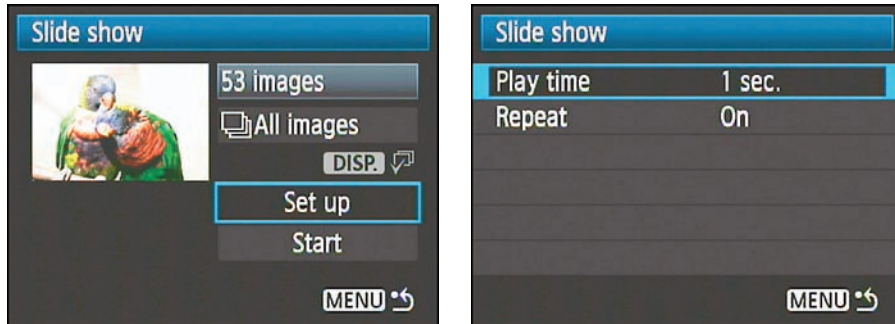 Slide show
53 images
All images
DISP.
Set up
Start
MENU
Slide show
Play time 1 sec.
Repeat On
MENU